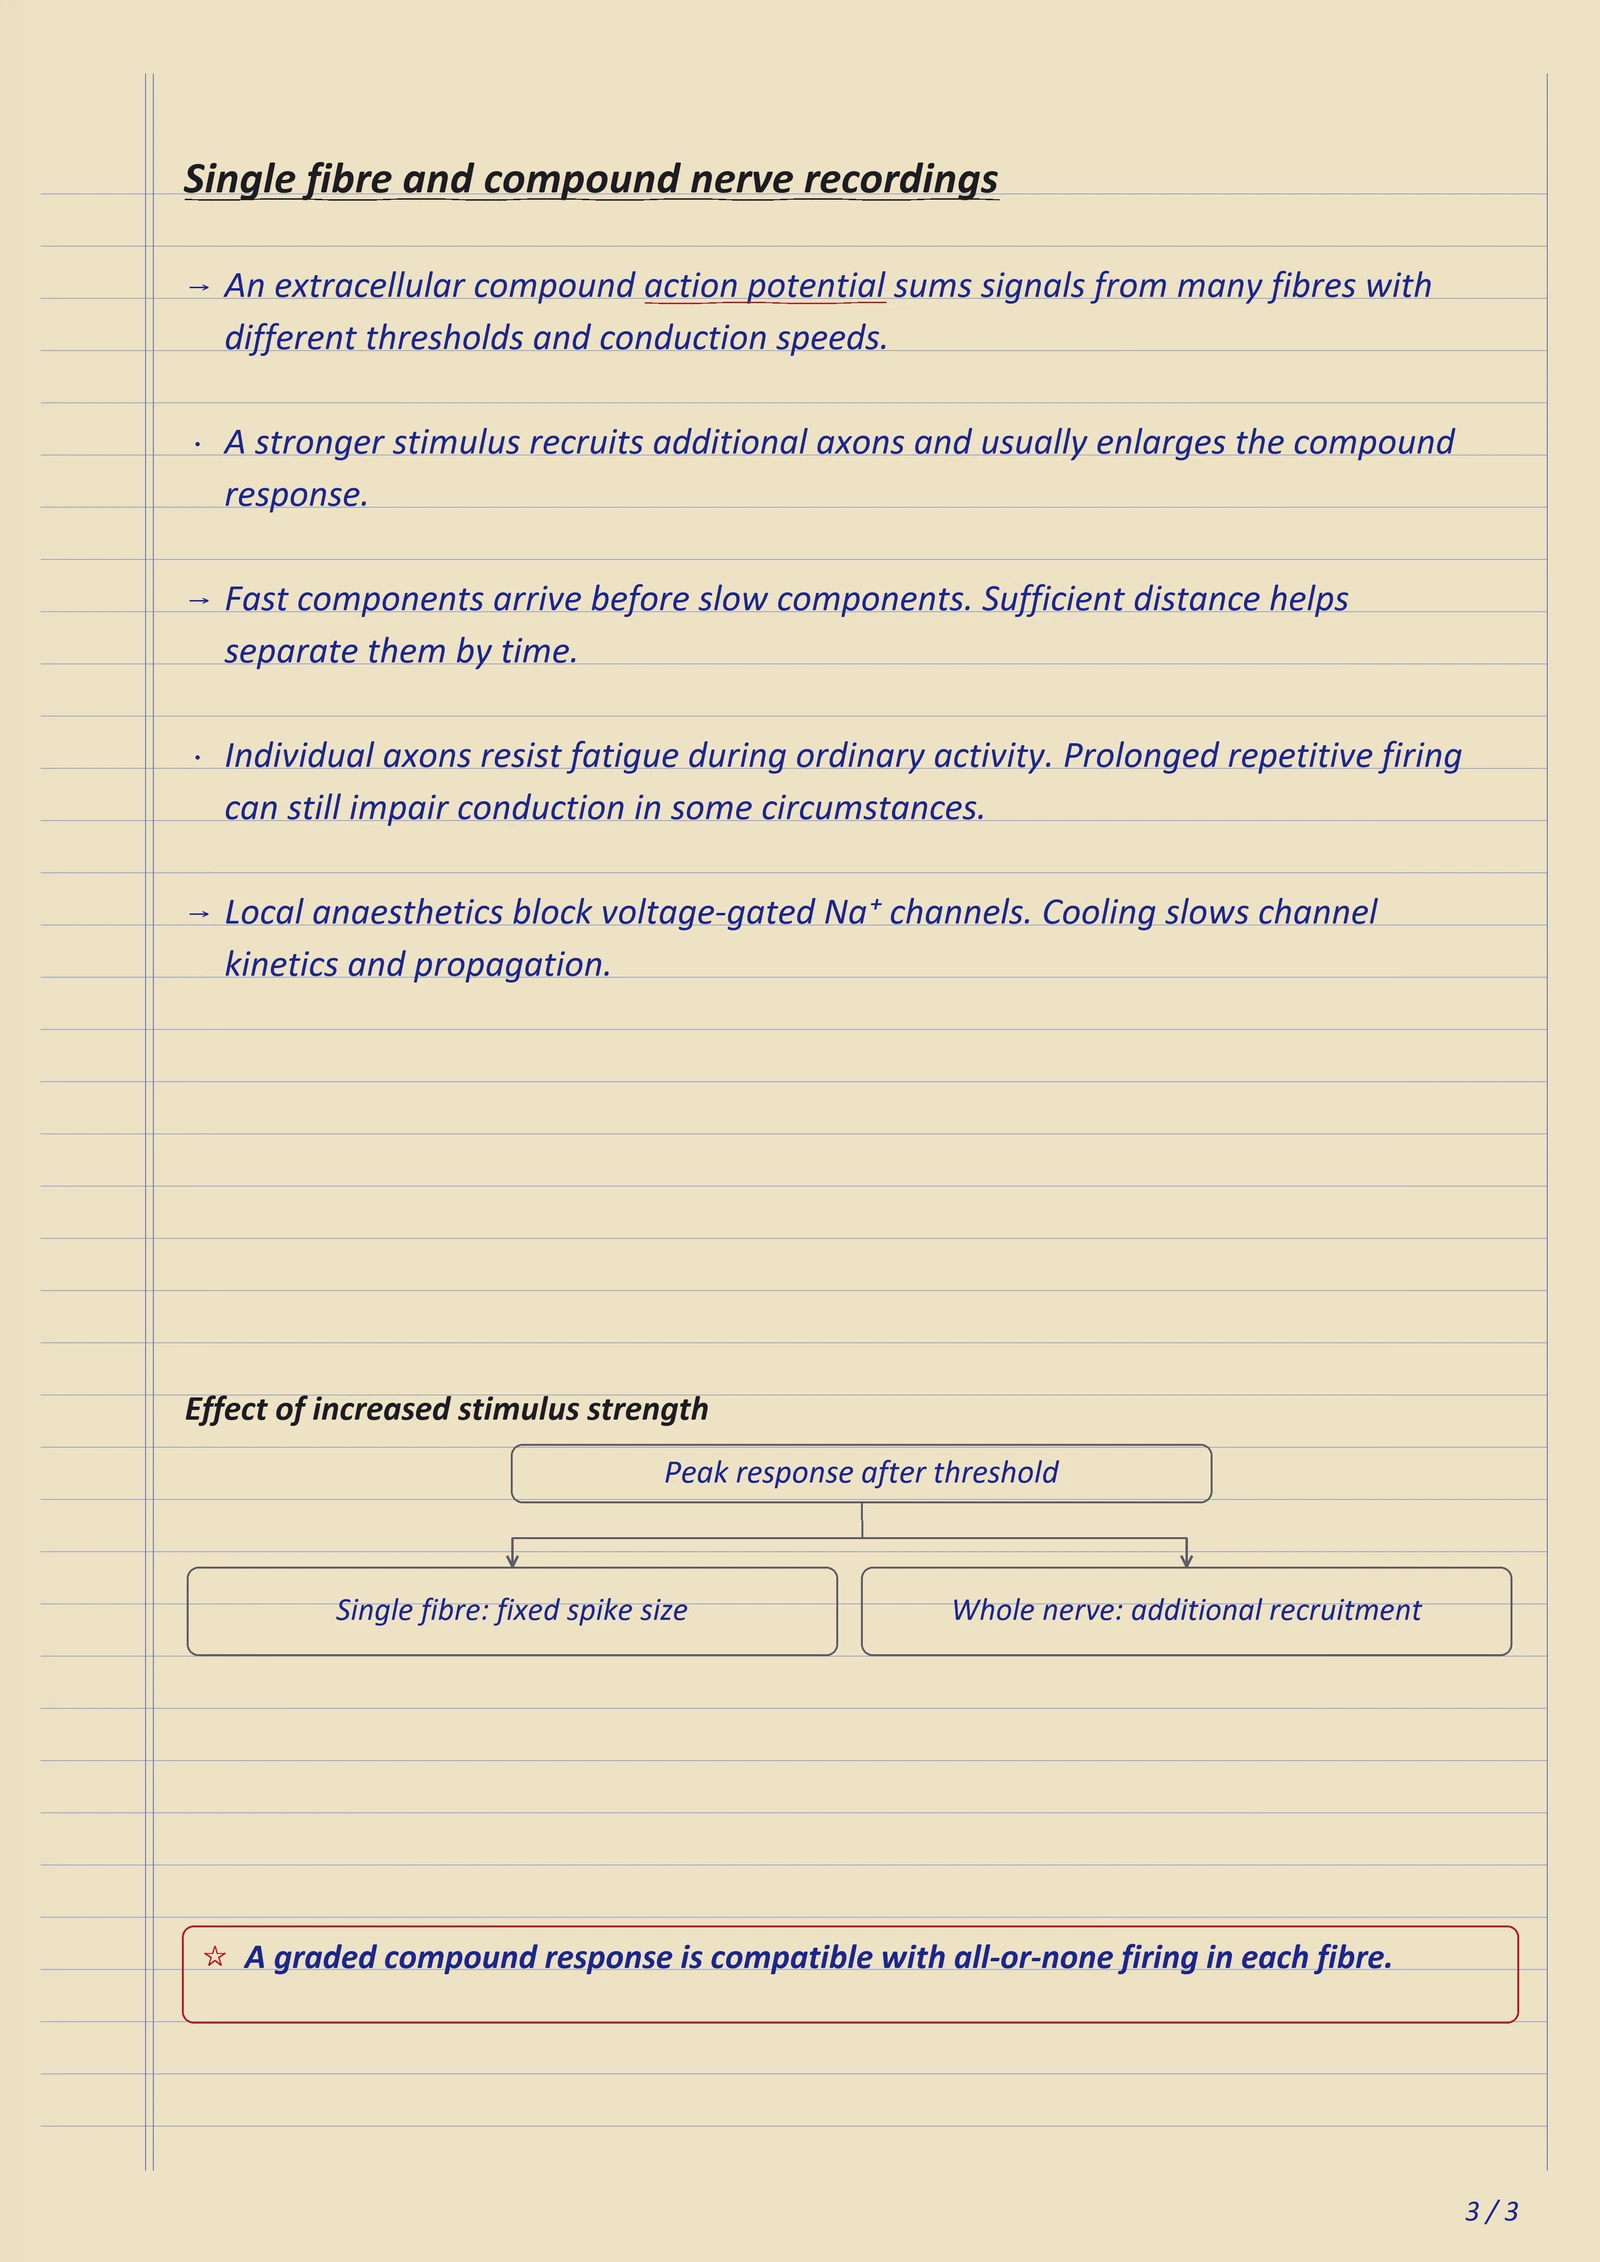 Single fibre and compound nerve recordings
→ An extracellular compound action potential sums signals from many fibres with
different thresholds and conduction speeds.
· A stronger stimulus recruits additional axons and usually enlarges the compound
response.
→ Fast components arrive before slow components. Sufficient distance helps
separate them by time.
· Individual axons resist fatigue during ordinary activity. Prolonged repetitive firing
can still impair conduction in some circumstances.
→ Local anaesthetics block voltage-gated Na⁺ channels. Cooling slows channel
kinetics and propagation.
Effect of increased stimulus strength
Peak response after threshold
Single fibre: fixed spike size
Whole nerve: additional recruitment
☆ A graded compound response is compatible with all-or-none firing in each fibre.
3 / 3